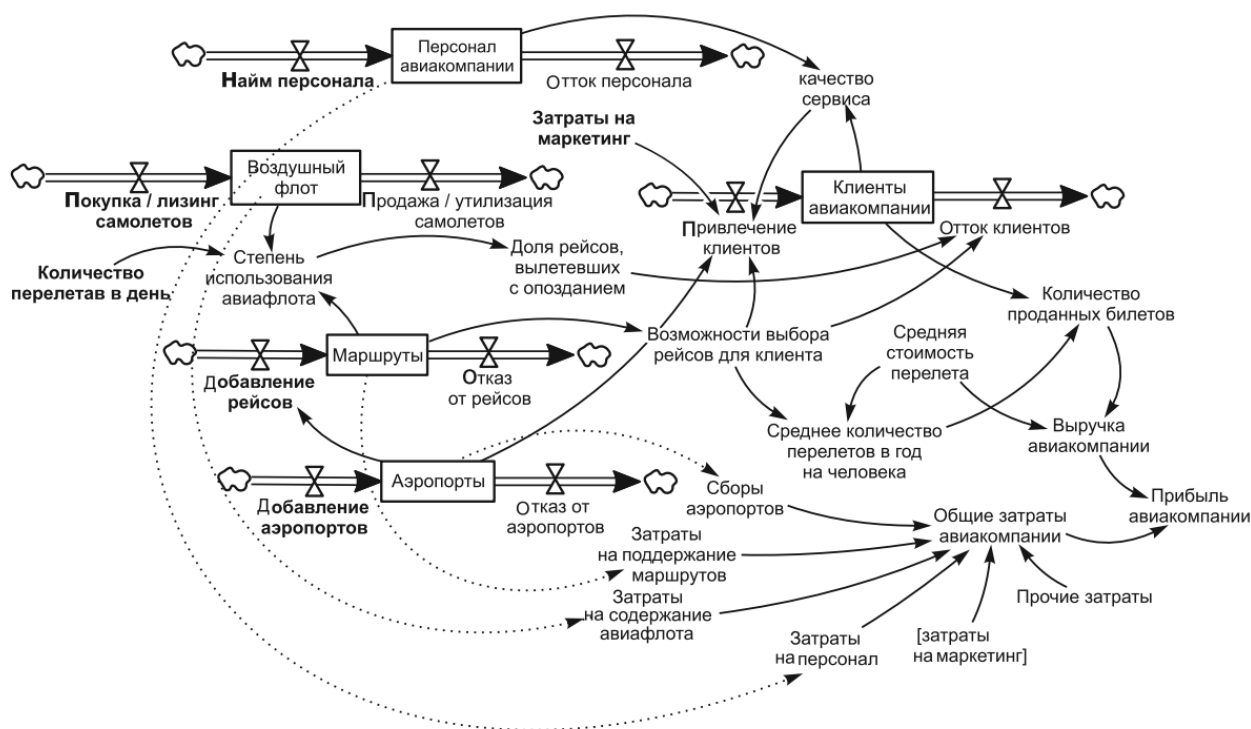 Персонал
авиакомпании
Найм персонала
Отток персонала
качество
сервиса
Затраты на
маркетинг
Воздушный
флот
Покупка / лизинг
самолетов
Продажа / утилизация
самолетов
Клиенты
авиакомпании
Привлечение
клиентов
Отток клиентов
Количество
перелетав в день
Степень
использования
авиафлота
Доля рейсов,
вылетевших
с опозданием
Количество
проданных билетов
Маршруты
Добавление
рейсов
Отказ
от рейсов
Возможности выбора
рейсов для клиента
Средняя
стоимость
перелета
Среднее количество
перелетов в год
на человека
Выручка
авиакомпании
Аэропорты
Добавление
аэропортов
Отказ от
аэропортов
Сборы
аэропортов
Прибыль
авиакомпании
Общие затраты
авиакомпании
Затраты
на поддержание
маршрутов
Затраты
на содержание
авиафлота
Прочие затраты
Затраты
на персонал
[затраты
на маркетинг]